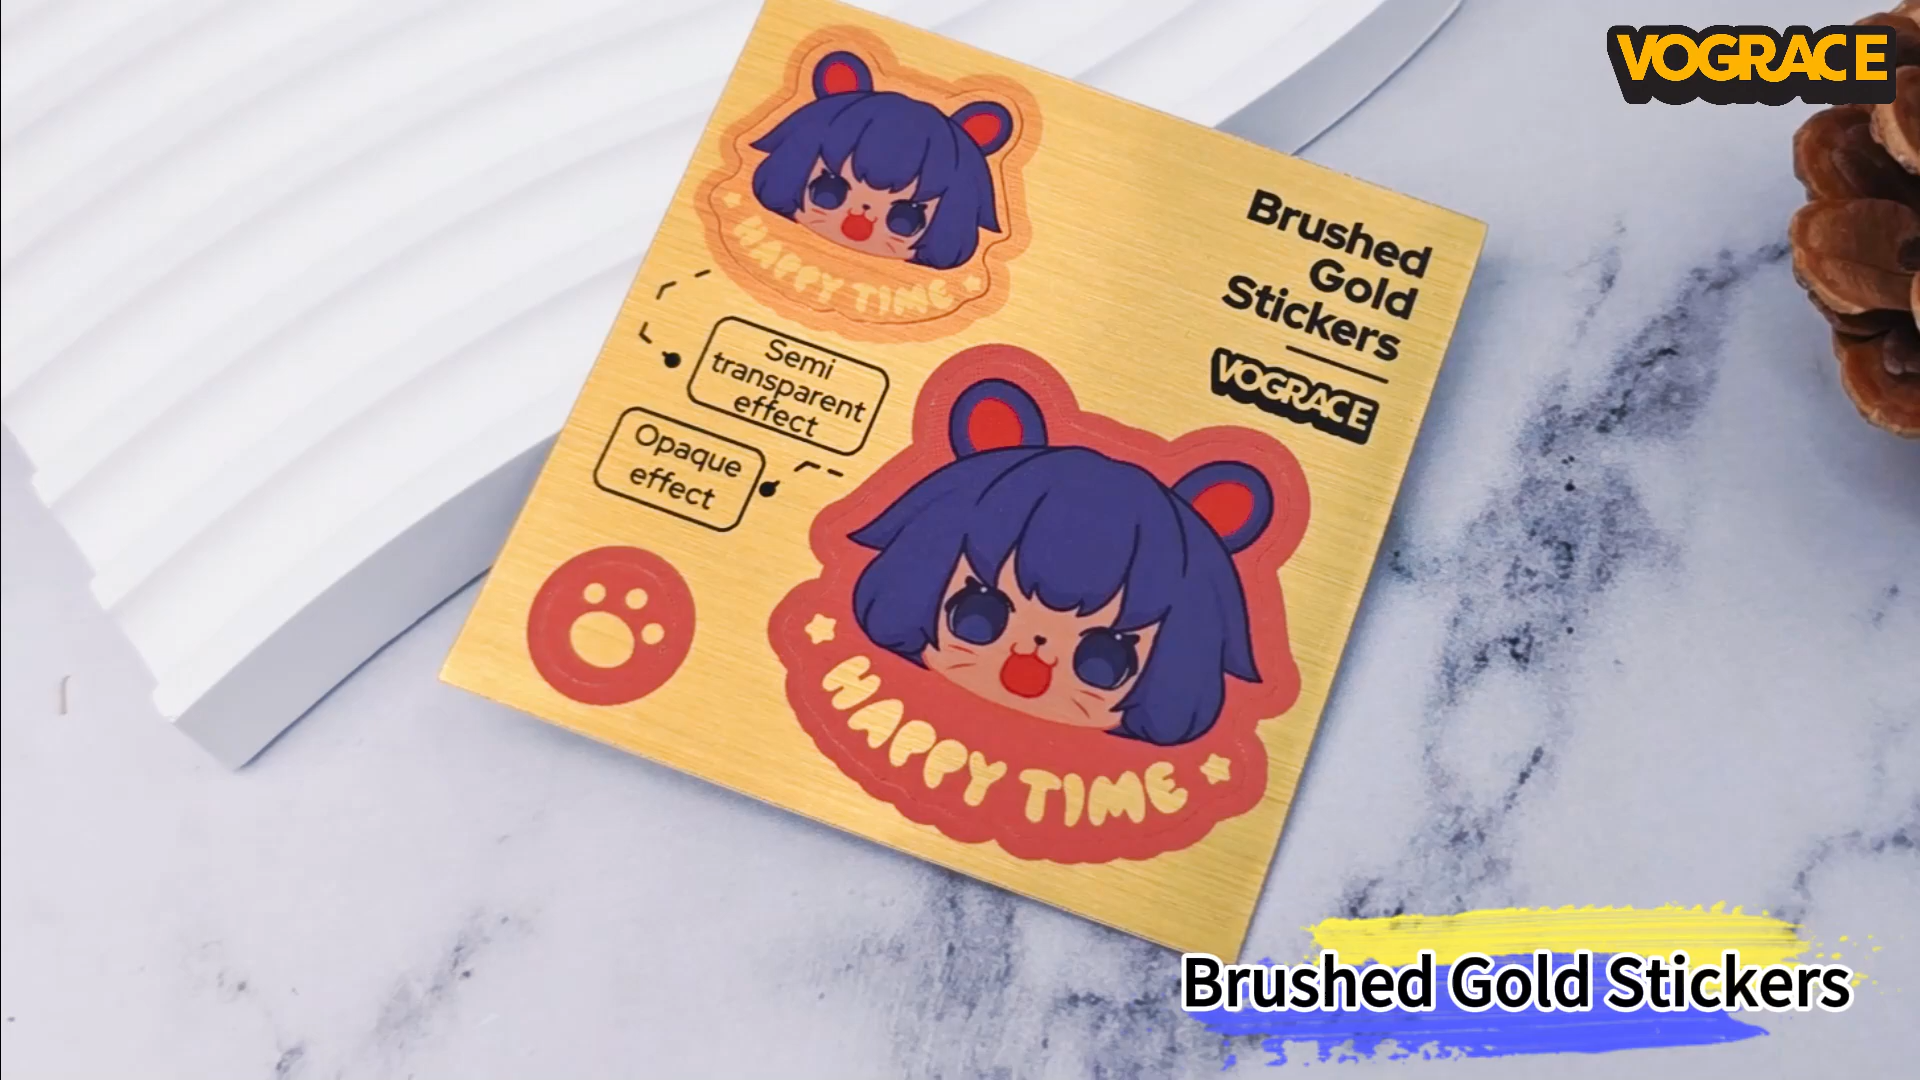 VOGRACE
HAPPY TIME
Brushed
Gold
Stickers
VOGRACE
Semi
transparent
effect
Opaque
effect
HAPPY TIME
Brushed Gold Stickers